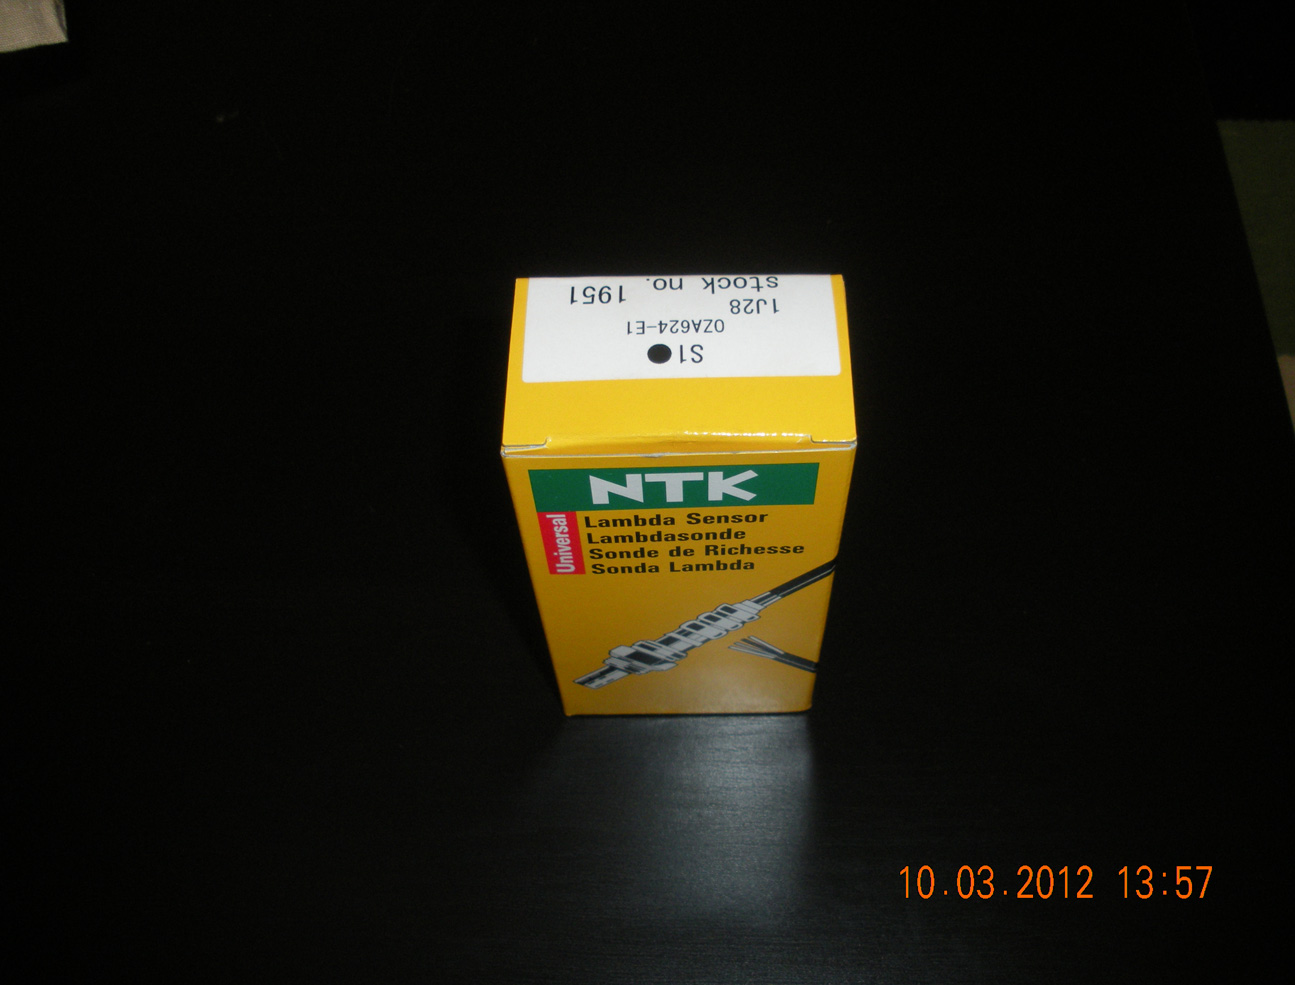 stock no. 1951
1J28
OZA624-E1
S1
NTK
Universal
Lambda Sensor
Lambdasonde
Sonde de Richesse
Sonda Lambda
10.03.2012 13:57